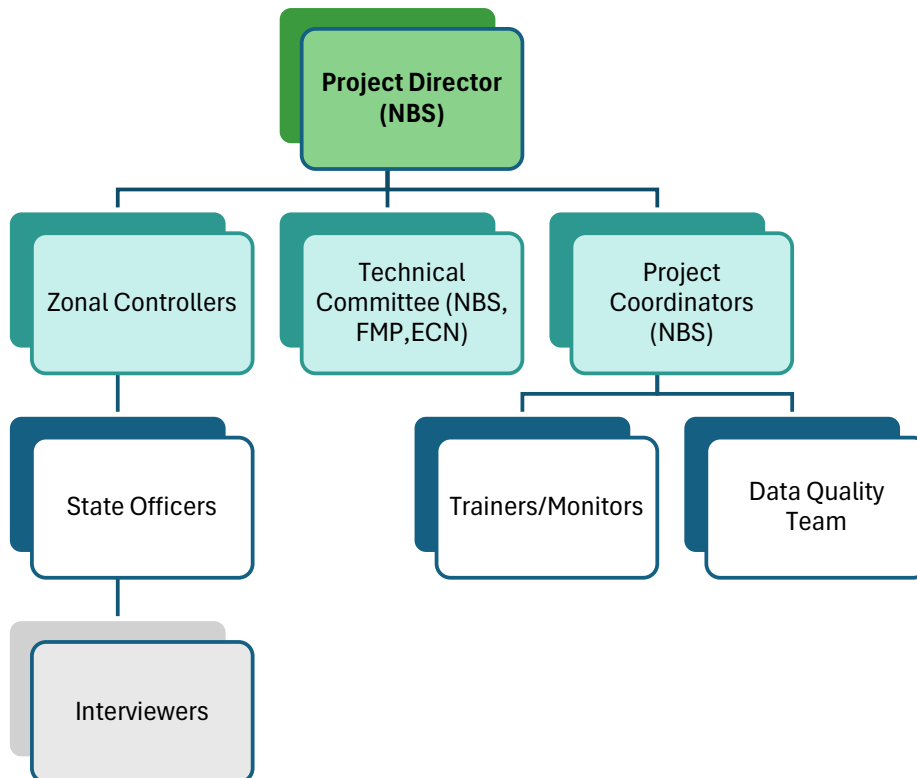 Project Director
(NBS)
Zonal Controllers
Technical
Committee (NBS,
FMP,ECN)
Project
Coordinators
(NBS)
State Officers
Trainers/Monitors
Data Quality
Team
Interviewers